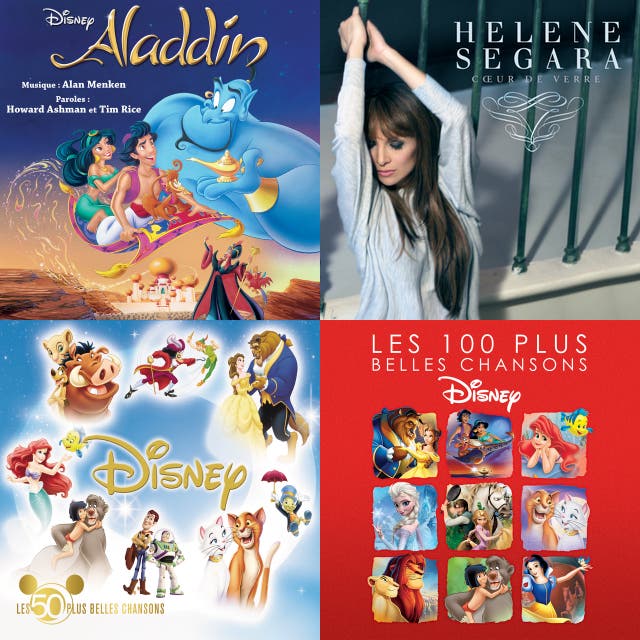 Disney
Aladdin
Musique : Alan Menken
Paroles :
Howard Ashman et Tim Rice
HELENE
SEGARA
CŒUR DE VERRE
Disney
LES 50 PLUS BELLES CHANSONS
LES 100 PLUS
BELLES CHANSONS
Disney